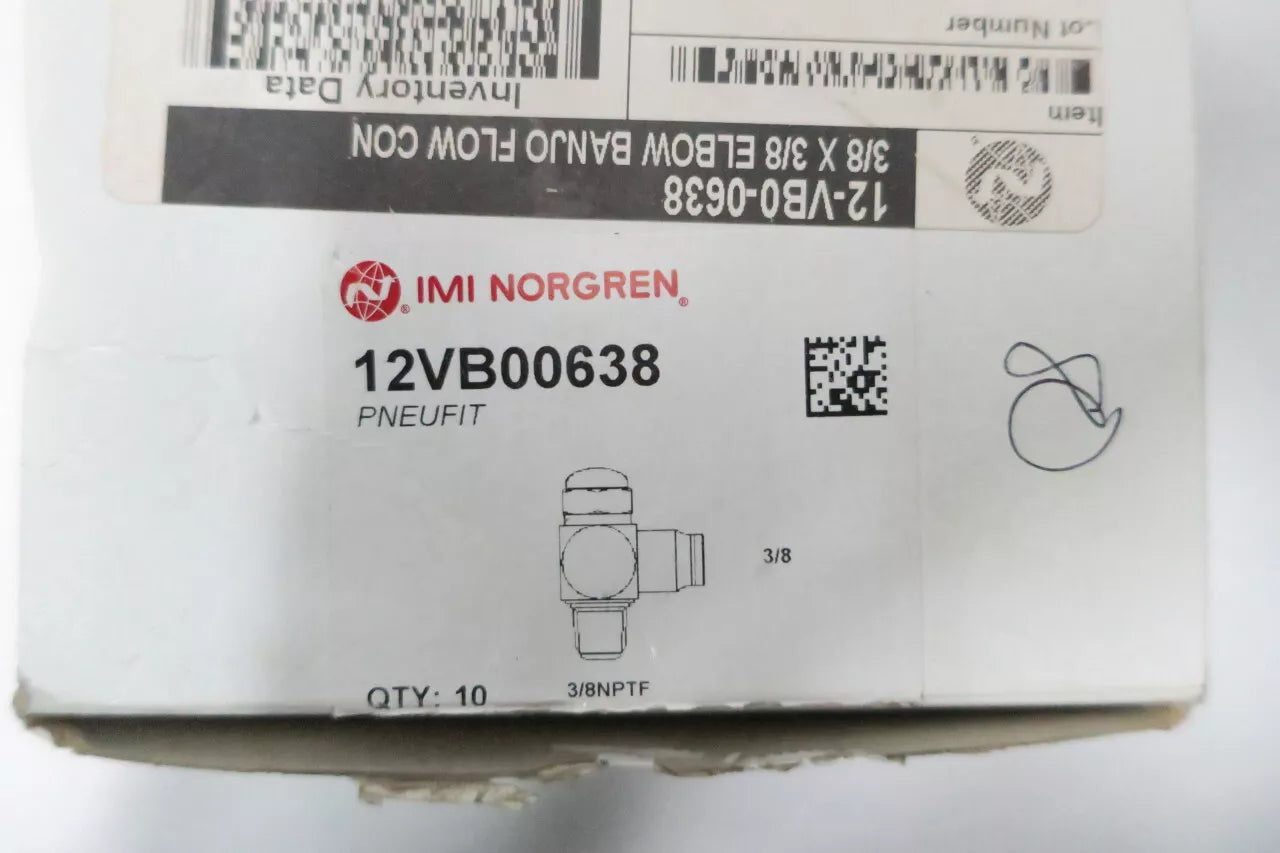 12-VB0-0638
3/8 X 3/8 ELBOW BANJO FLOW CON
Item
Inventory Data
Lot Number
IMI NORGREN®
12VB00638
PNEUFIT
3/8
3/8NPTF
QTY: 10